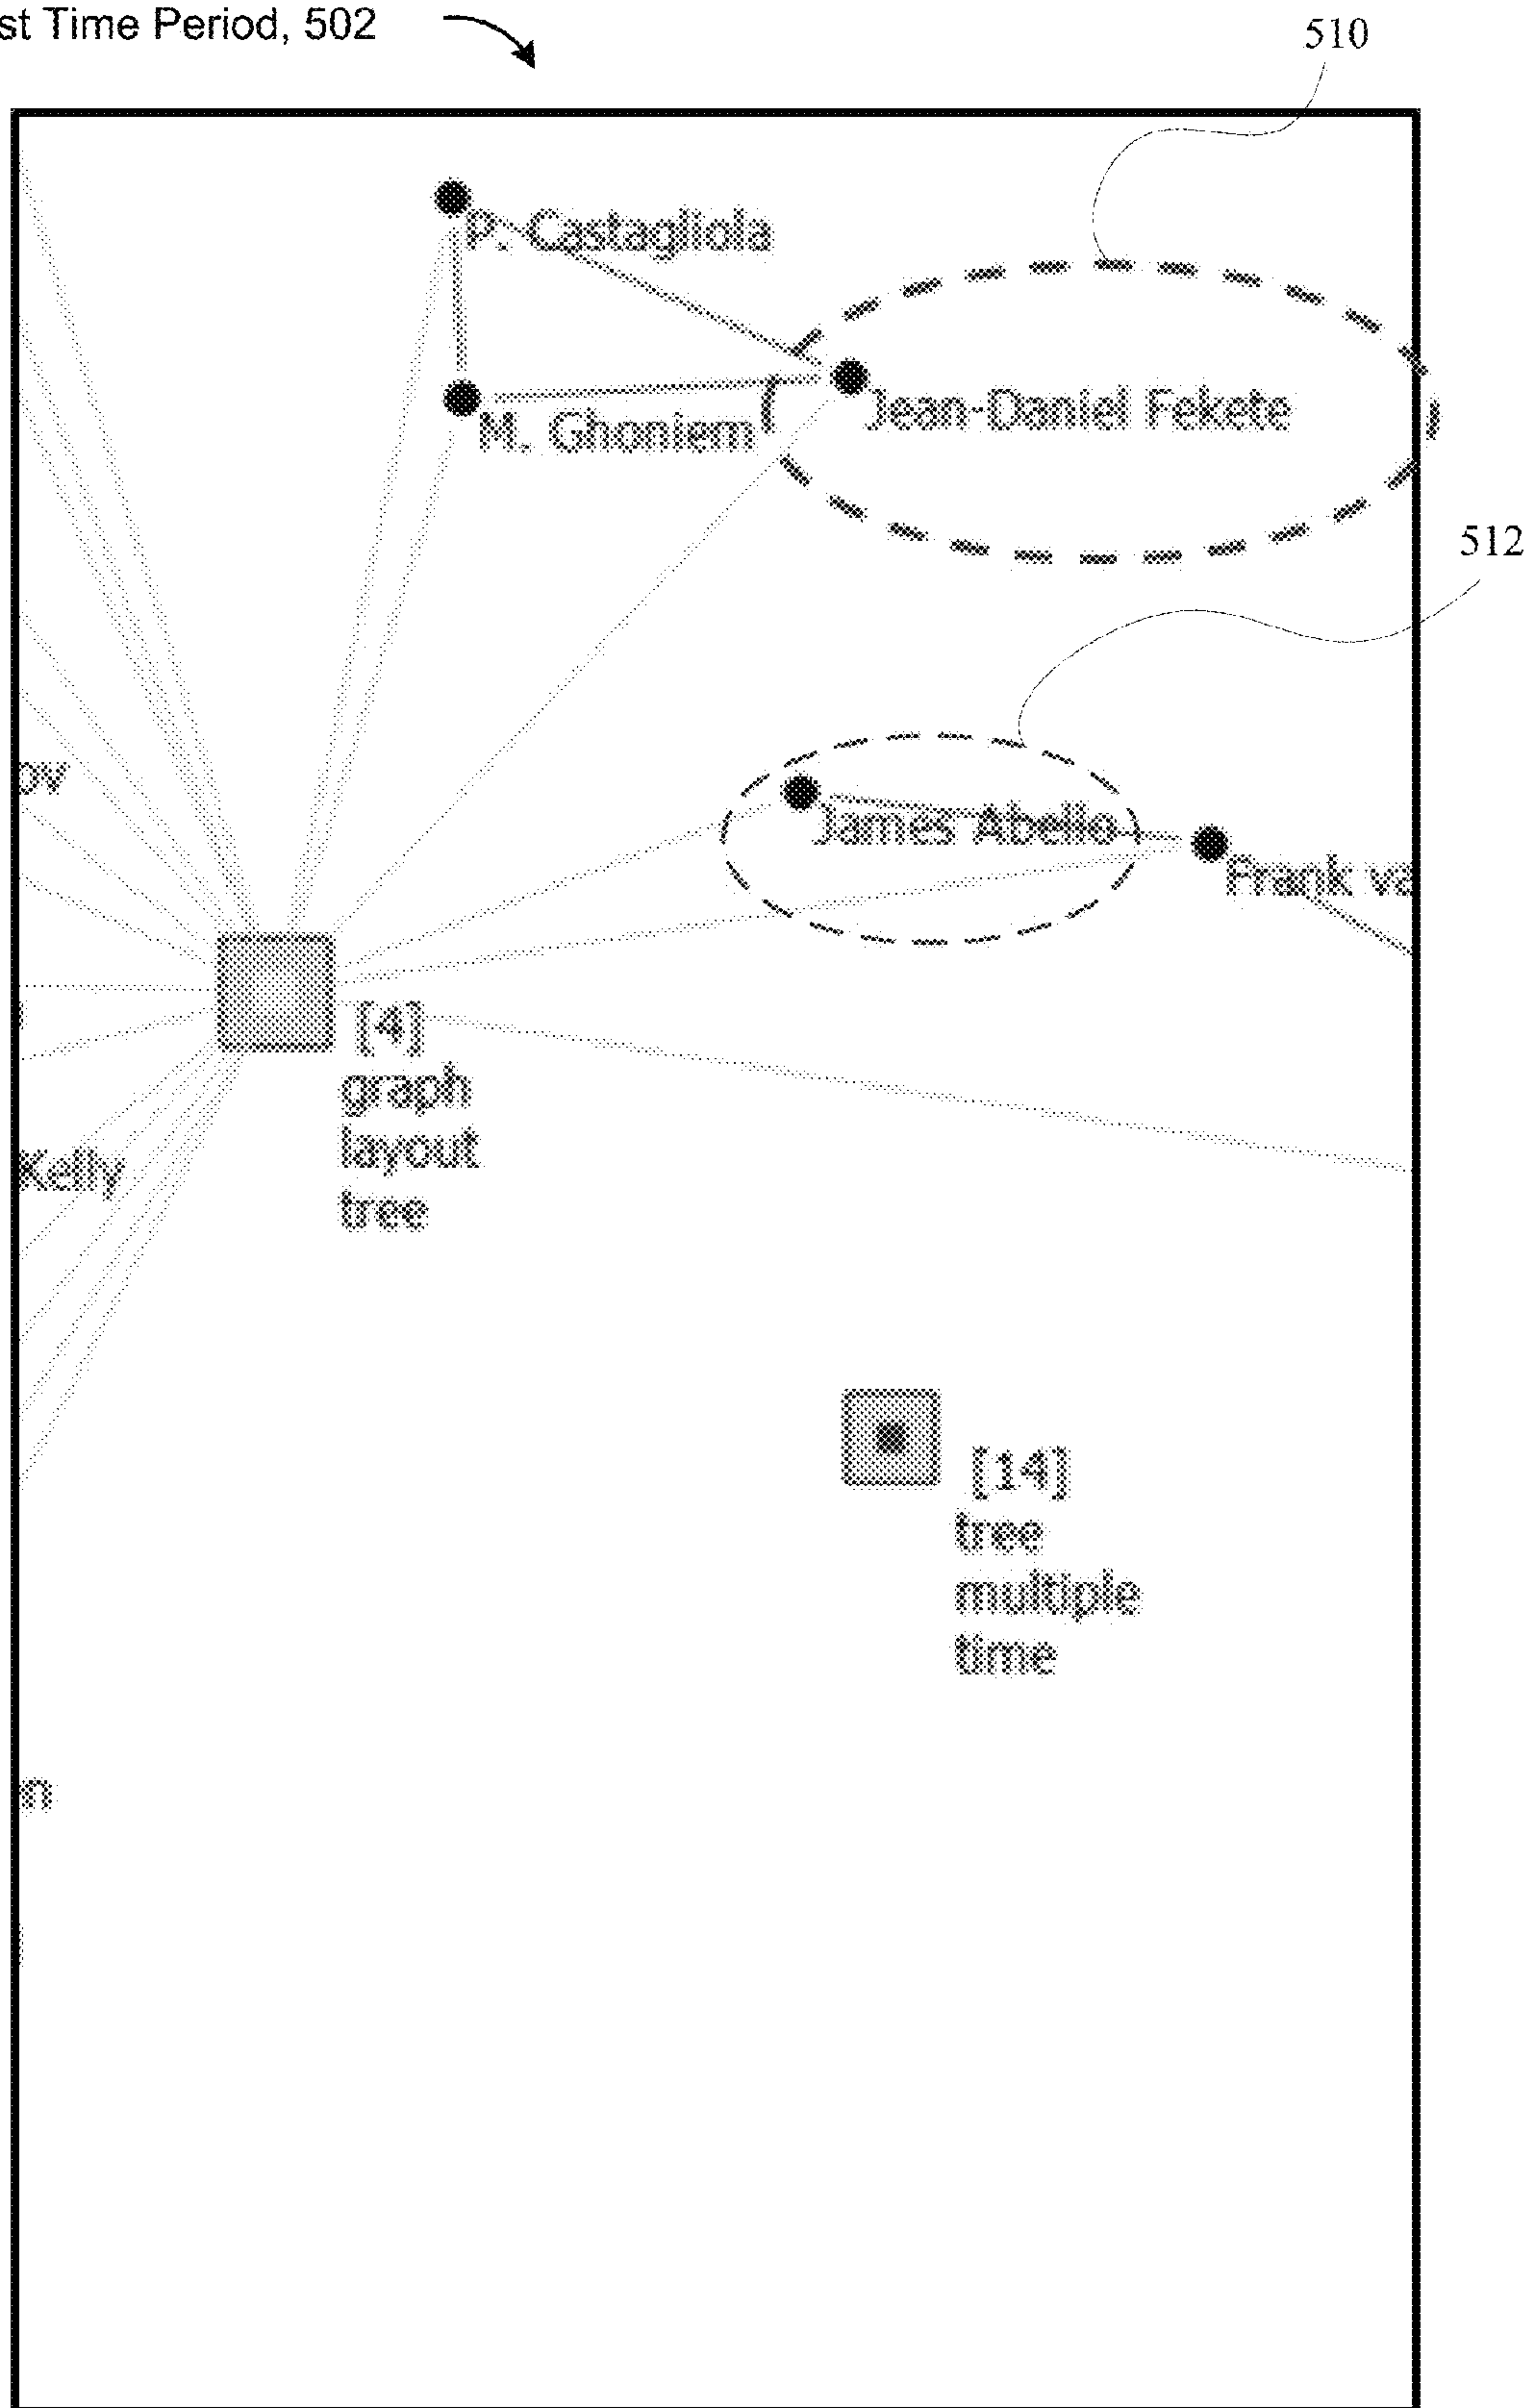 st Time Period, 502
510
P. Castagliola
Jean-Daniel Fekete
M. Ghoniem
512
ov
James Abello
Frank va
[4]
graph
layout
tree
Kelly
[14]
tree
multiple
time
n